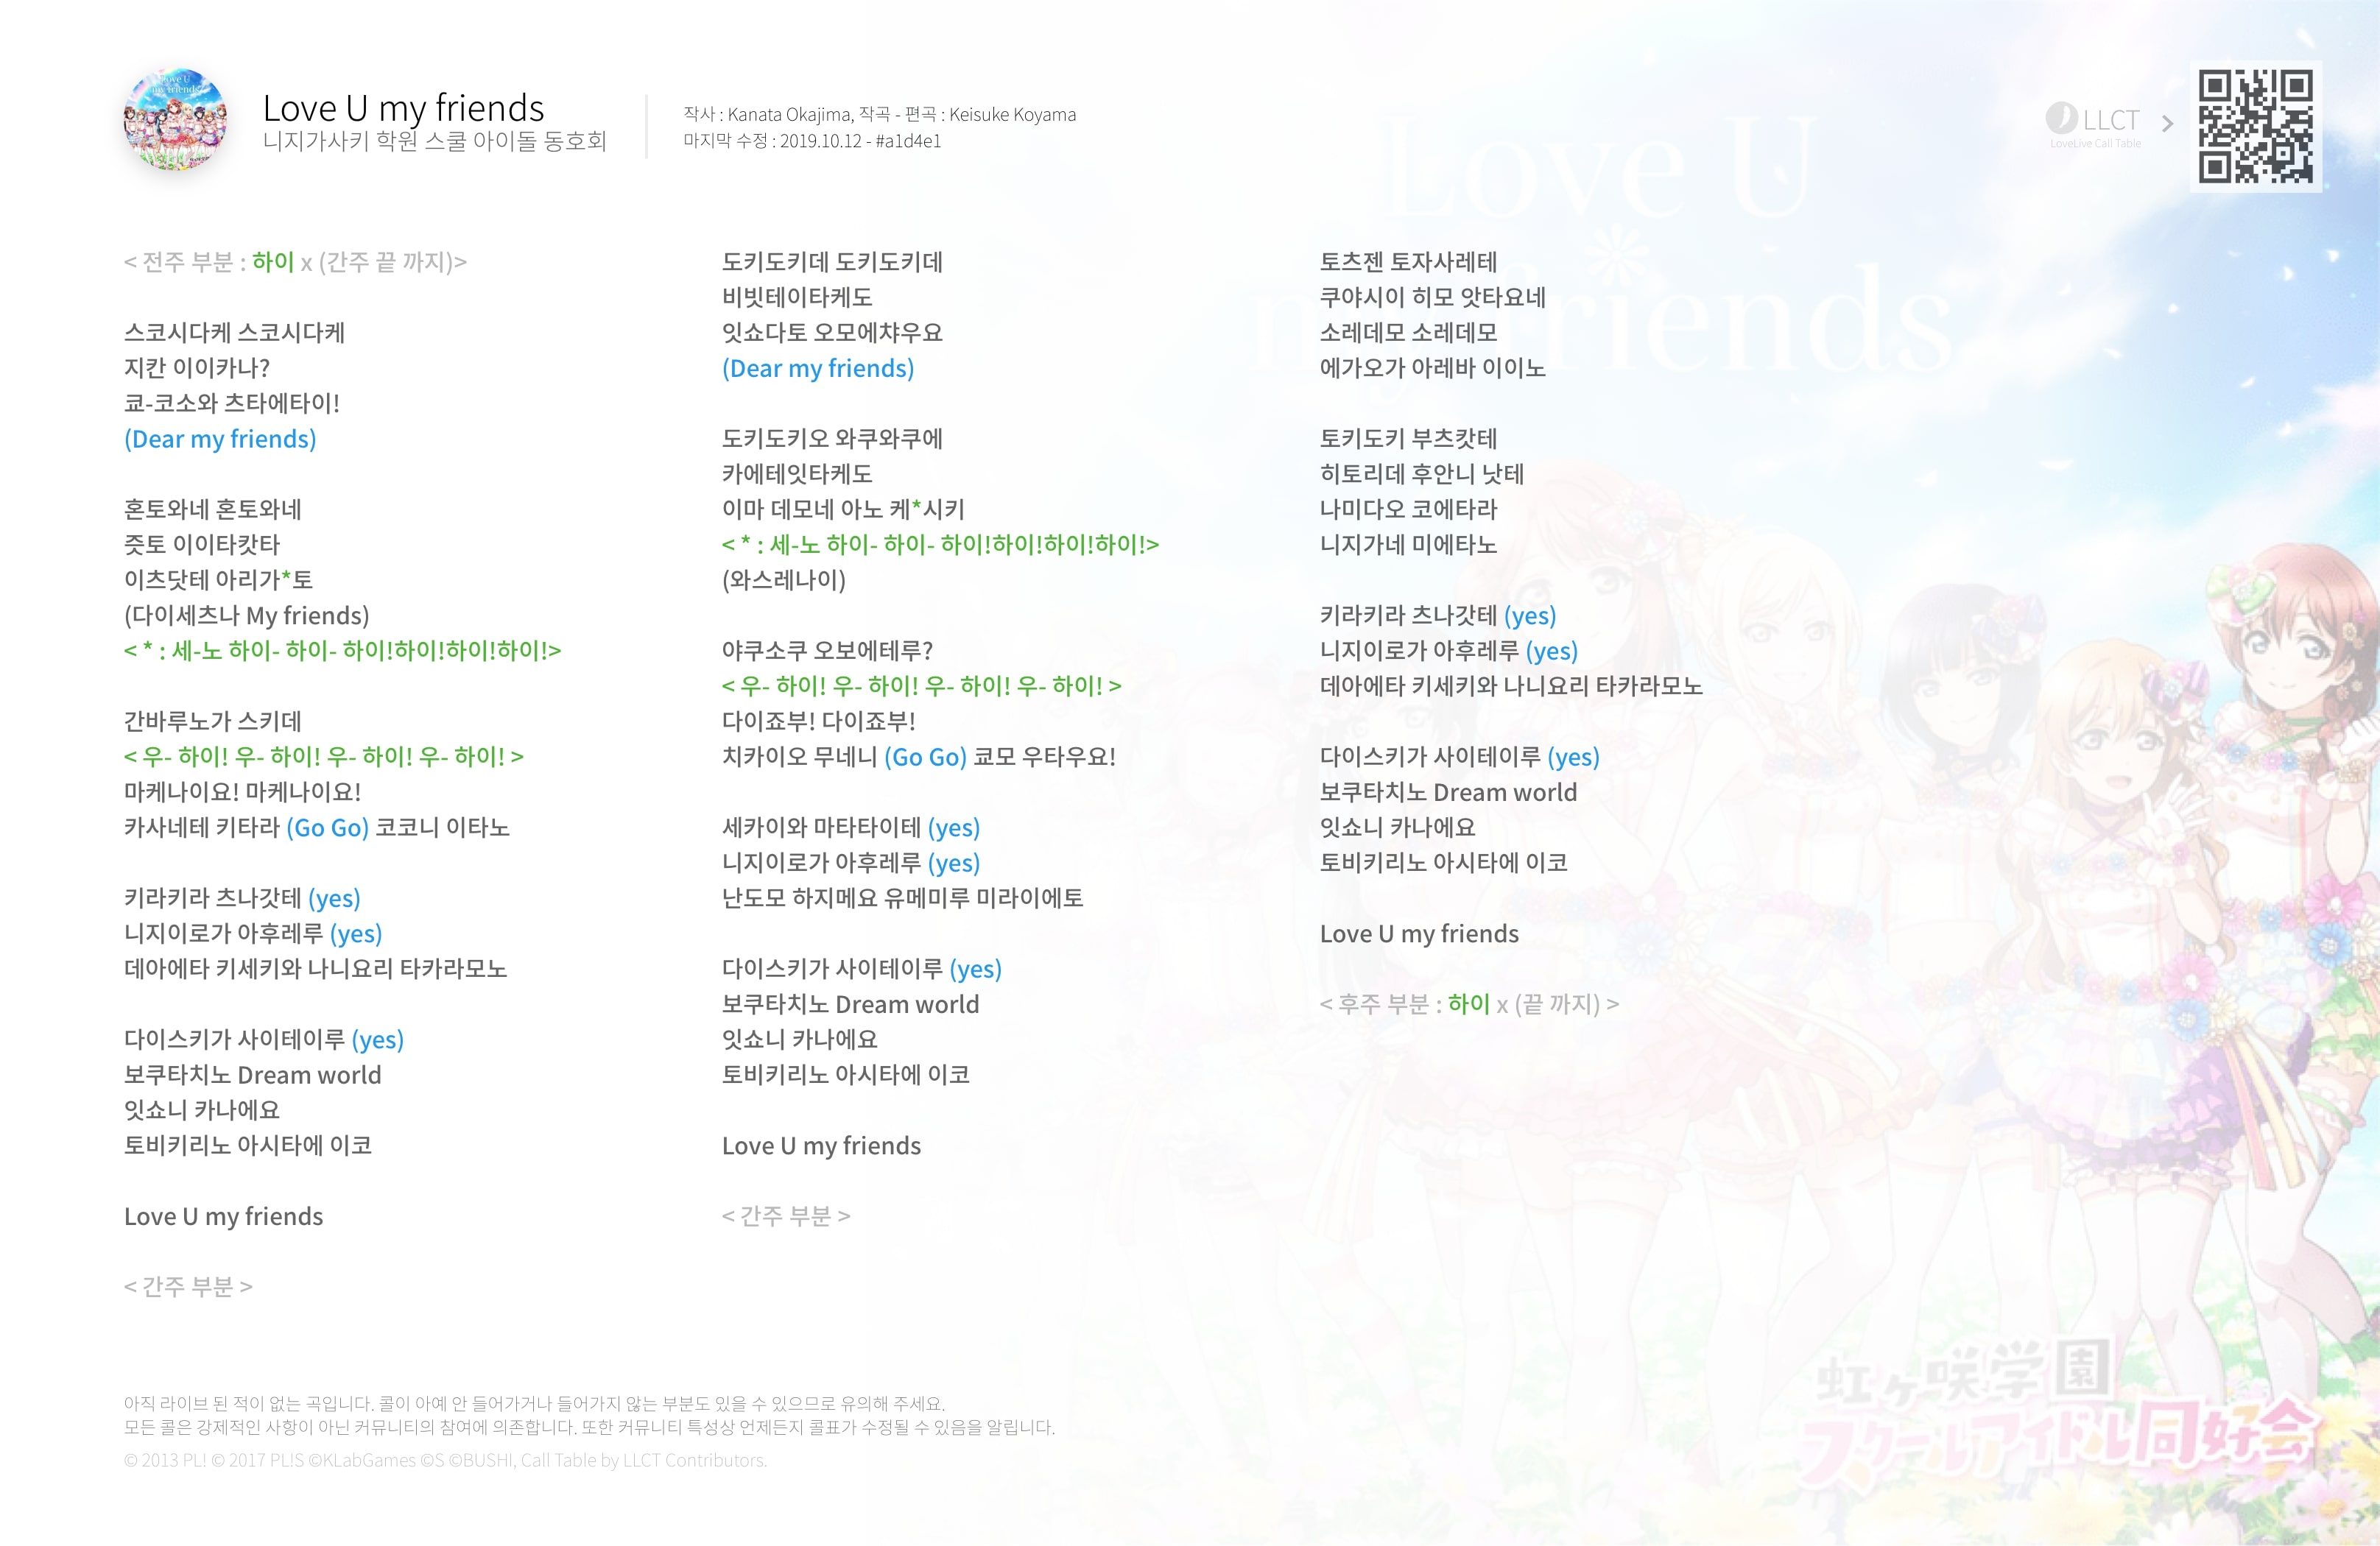 Love U my friends
니지가사키 학원 스쿨 아이돌 동호회
작사 : Kanata Okajima, 작곡 - 편곡 : Keisuke Koyama
마지막 수정 : 2019.10.12 - #a1d4e1
LLCT
LoveLive Call Table
Love U
my friends
< 전주 부분 : 하이 x (간주 끝 까지)>
스코시다케 스코시다케
지칸 이이카나?
쿄-코소와 츠타에타이!
(Dear my friends)
혼토와네 혼토와네
즛토 이이타캇타
이츠닷테 아리가*토
(다이세츠나 My friends)
< * : 세-노 하이- 하이- 하이!하이!하이!하이!>
간바루노가 스키데
< 우- 하이! 우- 하이! 우- 하이! 우- 하이! >
마케나이요! 마케나이요!
카사네테 키타라 (Go Go) 코코니 이타노
키라키라 츠나갓테 (yes)
니지이로가 아후레루 (yes)
데아에타 키세키와 나니요리 타카라모노
다이스키가 사이테이루 (yes)
보쿠타치노 Dream world
잇쇼니 카나에요
토비키리노 아시타에 이코
Love U my friends
< 간주 부분 >
도키도키데 도키도키데
비빗테이타케도
잇쇼다토 오모에챠우요
(Dear my friends)
도키도키오 와쿠와쿠에
카에테잇타케도
이마 데모네 아노 케*시키
< * : 세-노 하이- 하이- 하이!하이!하이!하이!>
(와스레나이)
야쿠소쿠 오보에테루?
< 우- 하이! 우- 하이! 우- 하이! 우- 하이! >
다이죠부! 다이죠부!
치카이오 무네니 (Go Go) 쿄모 우타우요!
세카이와 마타타이테 (yes)
니지이로가 아후레루 (yes)
난도모 하지메요 유메미루 미라이에토
다이스키가 사이테이루 (yes)
보쿠타치노 Dream world
잇쇼니 카나에요
토비키리노 아시타에 이코
Love U my friends
< 간주 부분 >
토츠젠 토자사레테
쿠야시이 히모 앗타요네
소레데모 소레데모
에가오가 아레바 이이노
토키도키 부츠캇테
히토리데 후안니 낫테
나미다오 코에타라
니지가네 미에타노
키라키라 츠나갓테 (yes)
니지이로가 아후레루 (yes)
데아에타 키세키와 나니요리 타카라모노
다이스키가 사이테이루 (yes)
보쿠타치노 Dream world
잇쇼니 카나에요
토비키리노 아시타에 이코
Love U my friends
< 후주 부분 : 하이 x (끝 까지) >
아직 라이브 된 적이 없는 곡입니다. 콜이 아예 안 들어가거나 들어가지 않는 부분도 있을 수 있으므로 유의해 주세요.
모든 콜은 강제적인 사항이 아닌 커뮤니티의 참여에 의존합니다. 또한 커뮤니티 특성상 언제든지 콜표가 수정될 수 있음을 알립니다.
© 2013 PL! © 2017 PL!S ©KLabGames ©S ©BUSHI, Call Table by LLCT Contributors.
虹ヶ咲学園
スクールアイドル同好会